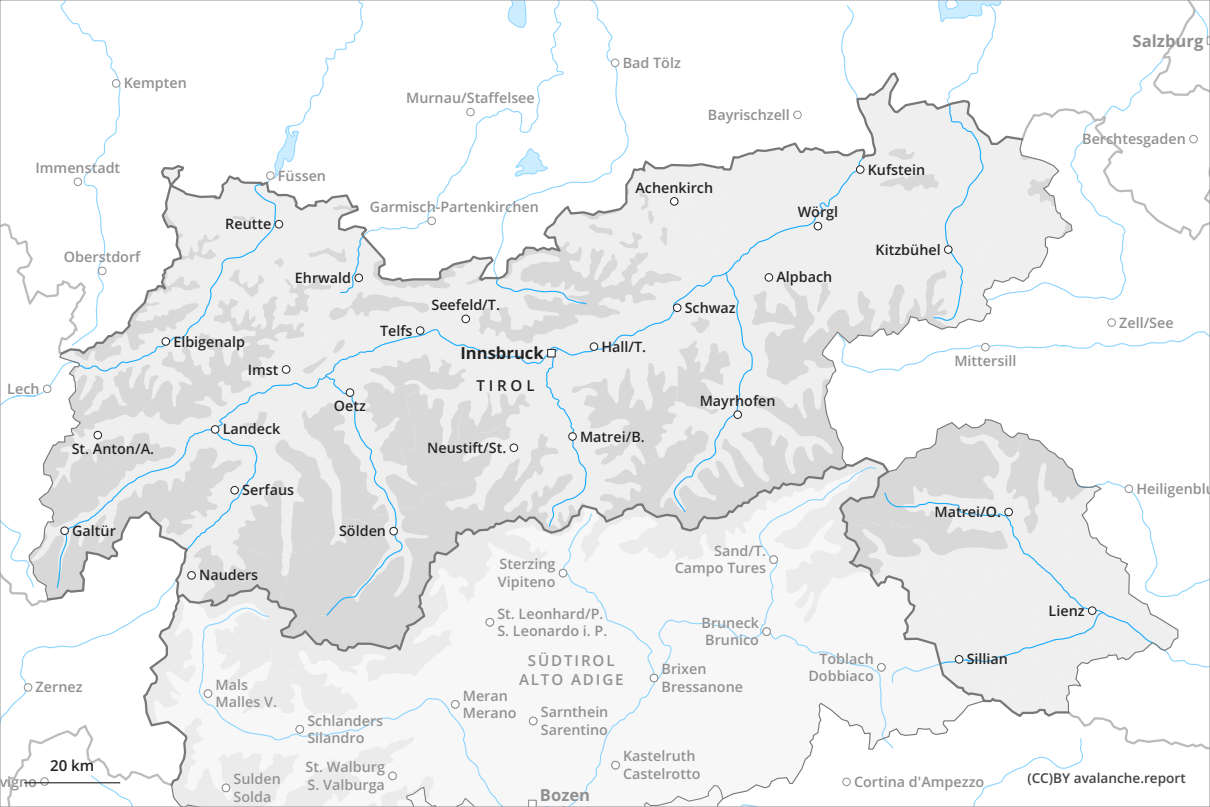 Salzburg
Bad Tölz
Kempten
Murnau/Staffelsee
Bayrischzell
Berchtesgaden
Immenstadt
Füssen
Kufstein
Achenkirch
Garmisch-Partenkirchen
Wörgl
Reutte
Kitzbühel
Oberstdorf
Ehrwald
Alpbach
Seefeld/T.
Schwaz
Zell/See
Telfs
Elbigenalp
Innsbruck
Hall/T.
Mittersill
Imst
TIROL
Lech
Oetz
Mayrhofen
Landeck
Matrei/B.
St. Anton/A.
Neustift/St.
Serfaus
Heiligenblu
Matrei/O.
Galtür
Sölden
Sand/T.
Campo Tures
Sterzing
Vipiteno
Nauders
Lienz
St. Leonhard/P.
S. Leonardo i. P.
Bruneck
Brunico
SÜDTIROL
ALTO ADIGE
Toblach
Dobbiaco
Sillian
Brixen
Bressanone
Zernez
Mals
Malles V.
Meran
Merano
Sarnthein
Sarentino
Schlanders
Silandro
Kastelruth
Castelrotto
20 km
St. Walburg
S. Valburga
vigno
Sulden
Solda
Cortina d'Ampezzo
(CC)BY avalanche.report
Bozen